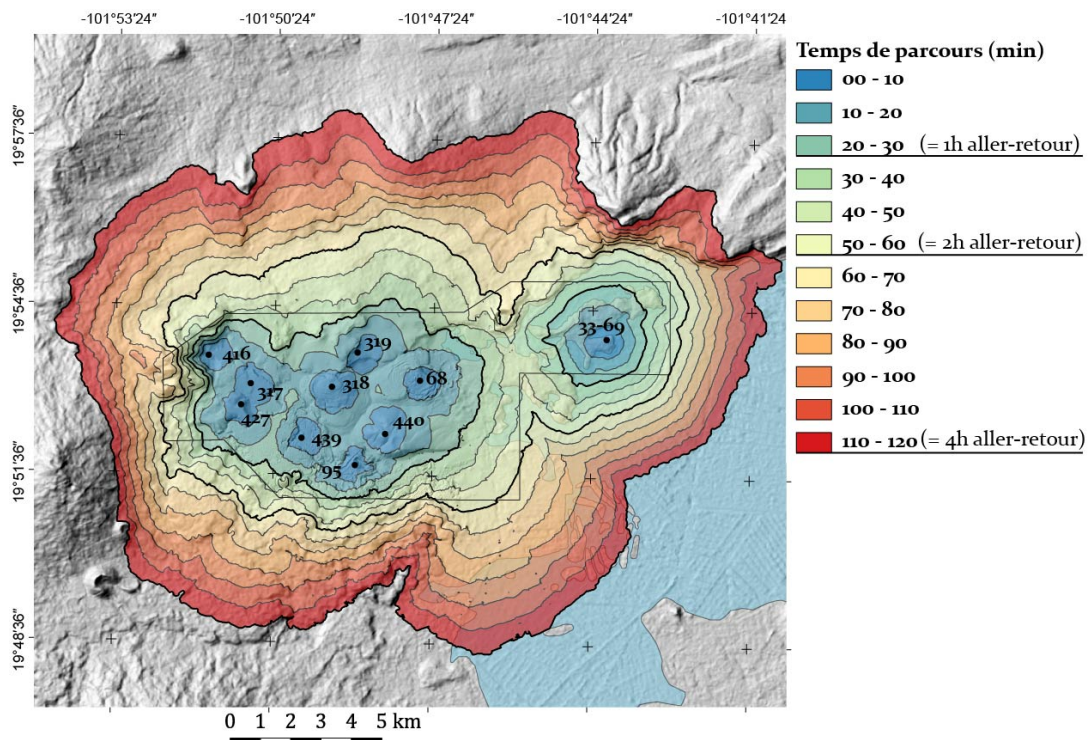 -101°53'24" -101°50'24" -101°47'24" -101°44'24" -101°41'24"
19°57'36"
19°54'36"
19°51'36"
19°48'36"
416
319
317
318
68
427
439
440
95
33-69
0 1 2 3 4 5 km
Temps de parcours (min)
00 - 10
10 - 20
20 - 30 (= 1h aller-retour)
30 - 40
40 - 50
50 - 60 (= 2h aller-retour)
60 - 70
70 - 80
80 - 90
90 - 100
100 - 110
110 - 120 (= 4h aller-retour)